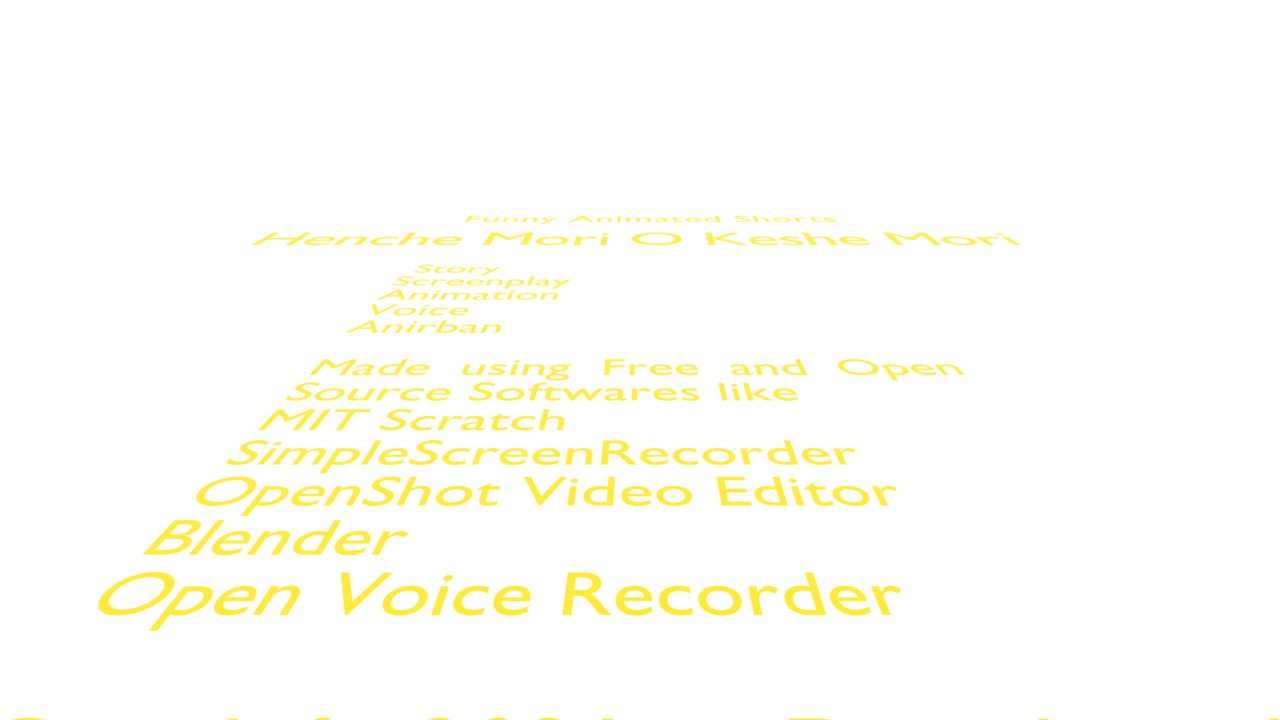 Funny Animated Shorts
Henche Mori O Keshe Mori
Story
Screenplay
Animation
Voice
Anirban
Made using Free and Open
Source Softwares like
MIT Scratch
SimpleScreenRecorder
OpenShot Video Editor
Blender
Open Voice Recorder